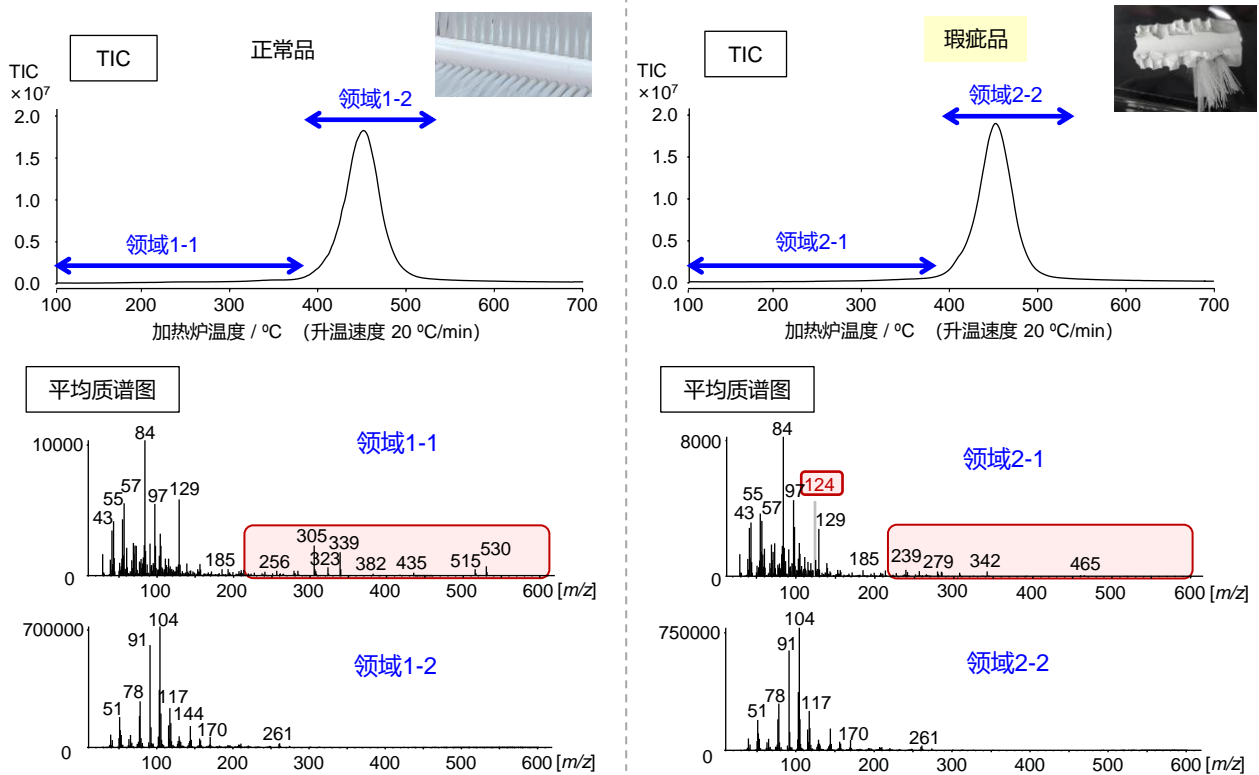 TIC
正常品
TIC
×10⁷
领域1-2
2.0
1.5
1.0
0.5
0.0
领域1-1
100 200 300 400 500 600 700
加热炉温度 / ºC （升温速度 20 ºC/min）
平均质谱图
领域1-1
10000
0
43 55 57 84 97 129 185 256 305 323 339 382 435 515 530
100 200 300 400 500 600 [m/z]
领域1-2
700000
0
51 78 91 104 117 144 170 261
100 200 300 400 500 600 [m/z]
TIC
瑕疵品
TIC
×10⁷
领域2-2
2.0
1.5
1.0
0.5
0.0
领域2-1
100 200 300 400 500 600 700
加热炉温度 / ºC （升温速度 20 ºC/min）
平均质谱图
领域2-1
8000
0
43 55 57 84 97 124 129 185 239 279 342 465
100 200 300 400 500 600 [m/z]
领域2-2
750000
0
51 78 91 104 117 170 261
100 200 300 400 500 600 [m/z]